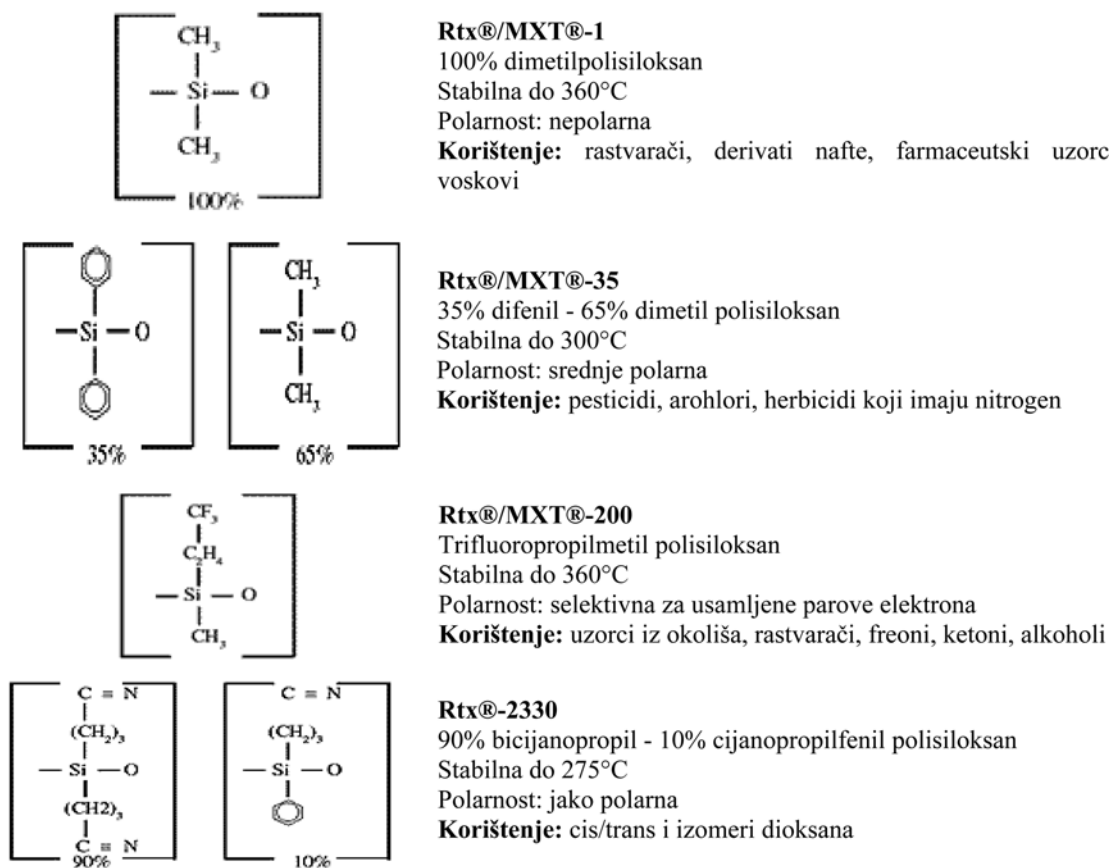 CH3
— Si — O
CH3
100%
Rtx®/MXT®-1
100% dimetilpolisiloksan
Stabilna do 360°C
Polarnost: nepolarna
Korištenje: rastvarači, derivati nafte, farmaceutski uzorc
voskovi
— Si — O
35%
CH3
— Si — O
CH3
65%
Rtx®/MXT®-35
35% difenil - 65% dimetil polisiloksan
Stabilna do 300°C
Polarnost: srednje polarna
Korištenje: pesticidi, arohlori, herbicidi koji imaju nitrogen
CF3
C2H4
— Si — O
CH3
Rtx®/MXT®-200
Trifluoropropilmetil polisiloksan
Stabilna do 360°C
Polarnost: selektivna za usamljene parove elektrona
Korištenje: uzorci iz okoliša, rastvarači, freoni, ketoni, alkoholi
C = N
(CH2)3
— Si — O
(CH2)3
C = N
90%
C = N
(CH2)3
— Si — O
10%
Rtx®-2330
90% bicijanopropil - 10% cijanopropilfenil polisiloksan
Stabilna do 275°C
Polarnost: jako polarna
Korištenje: cis/trans i izomeri dioksana